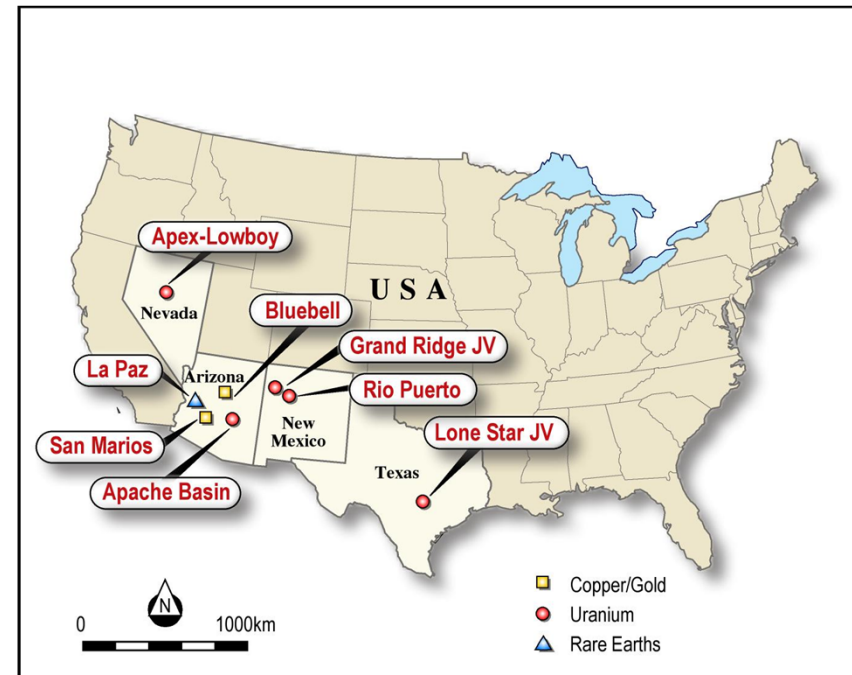 Apex-Lowboy
Nevada
USA
Bluebell
Grand Ridge JV
La Paz
Arizona
Rio Puerto
San Marios
New
Mexico
Lone Star JV
Texas
Apache Basin
N
0 1000km
Copper/Gold
Uranium
Rare Earths